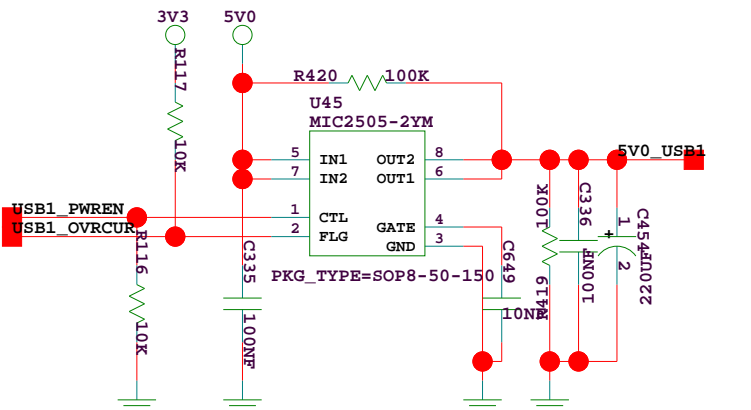 3V3
5V0
R117
10K
R420
100K
U45
MIC2505-2YM
5 IN1 OUT2 8
7 IN2 OUT1 6
1 CTL
2 FLG
GATE 4
GND 3
PKG_TYPE=SOP8-50-150
5V0_USB1
USB1_PWREN
USB1_OVRCUR
R116
10K
C335
100NF
C649
10NF
100K
R419
C336
100NF
+
1
2
C454
220UF